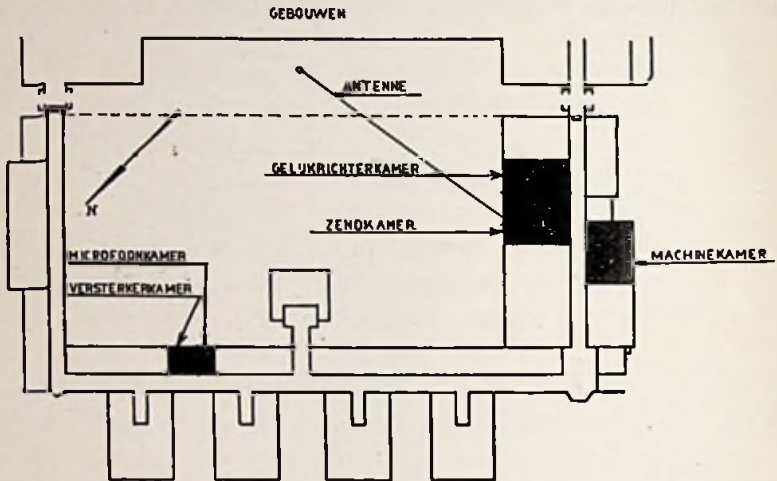 GEBOUWEN
ANTENNE
GELIJKRICHTERKAMER
ZENDKAMER
N
MICROFOONKAMER
VERSTERKERKAMER
MACHINEKAMER